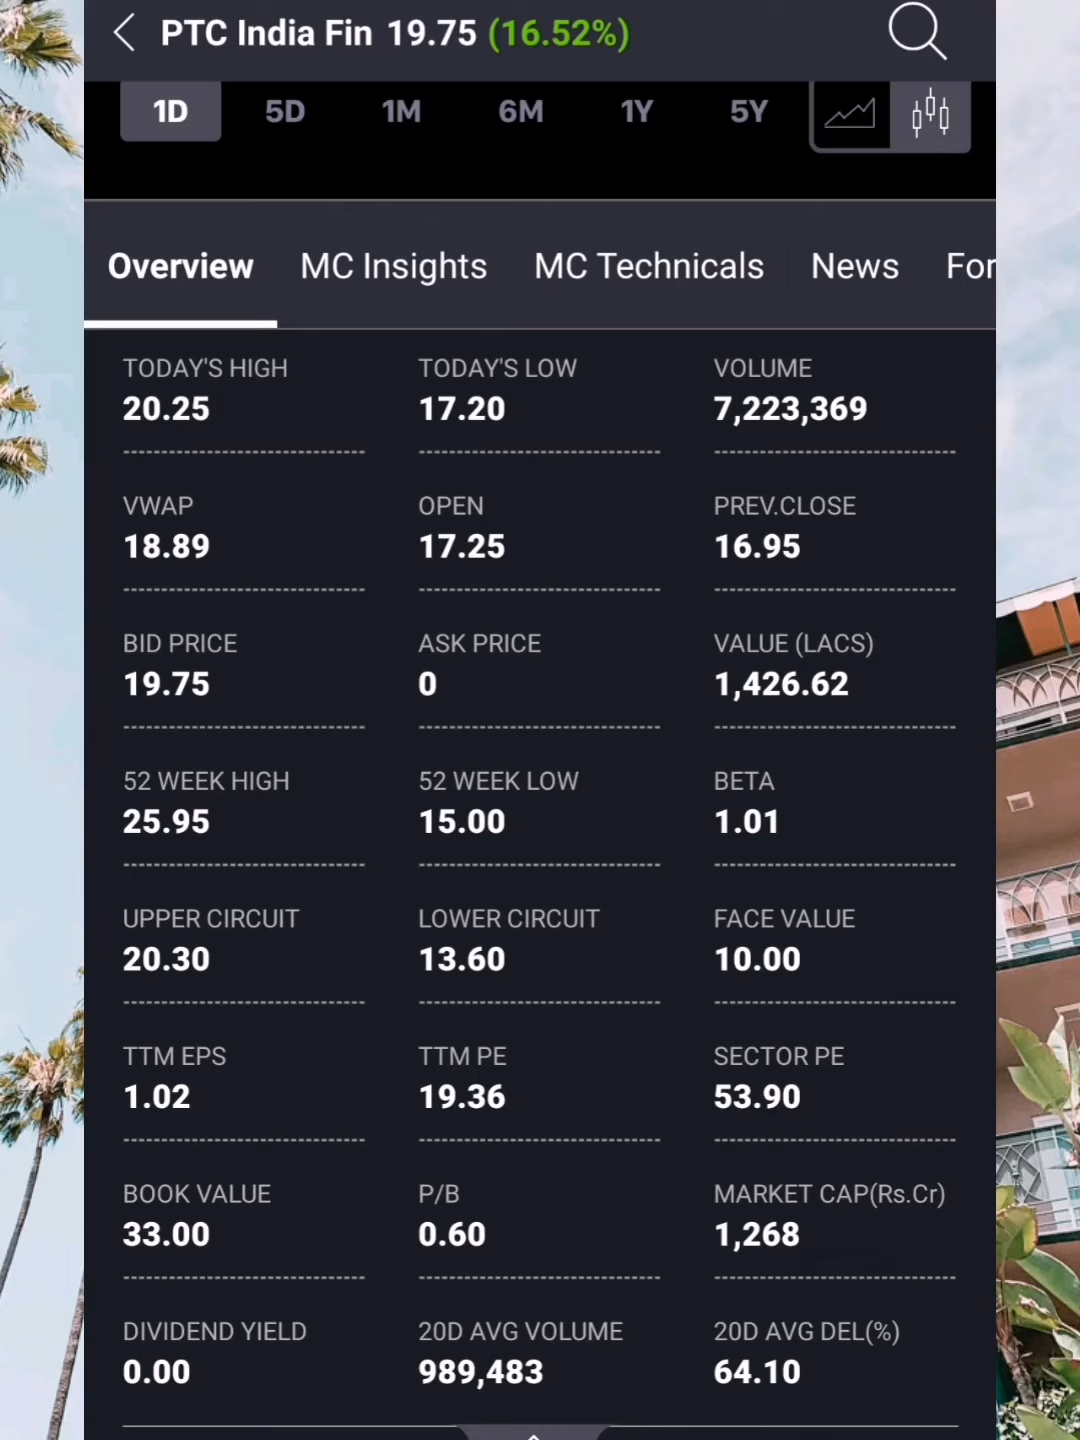 PTC India Fin 19.75 (16.52%)
1D 5D 1M 6M 1Y 5Y
Overview MC Insights MC Technicals News For
TODAY'S HIGH TODAY'S LOW VOLUME
20.25 17.20 7,223,369
VWAP OPEN PREV.CLOSE
18.89 17.25 16.95
BID PRICE ASK PRICE VALUE (LACS)
19.75 0 1,426.62
52 WEEK HIGH 52 WEEK LOW BETA
25.95 15.00 1.01
UPPER CIRCUIT LOWER CIRCUIT FACE VALUE
20.30 13.60 10.00
TTM EPS TTM PE SECTOR PE
1.02 19.36 53.90
BOOK VALUE P/B MARKET CAP(Rs.Cr)
33.00 0.60 1,268
DIVIDEND YIELD 20D AVG VOLUME 20D AVG DEL(%)
0.00 989,483 64.10